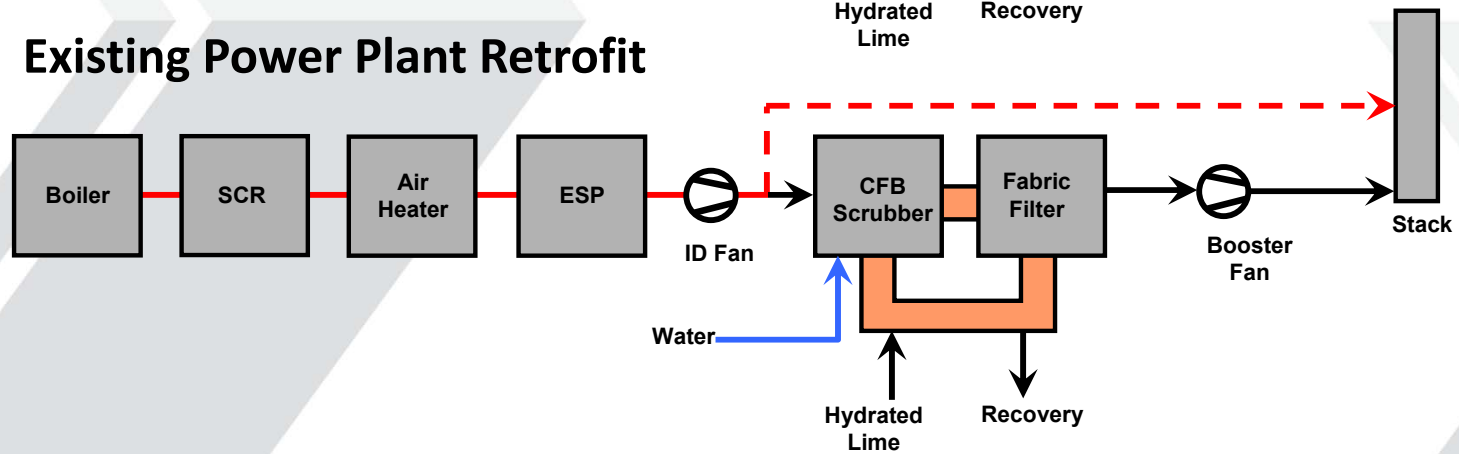 Hydrated
Lime
Recovery
Existing Power Plant Retrofit
Boiler
SCR
Air
Heater
ESP
ID Fan
CFB
Scrubber
Fabric
Filter
Booster
Fan
Stack
Water
Hydrated
Lime
Recovery